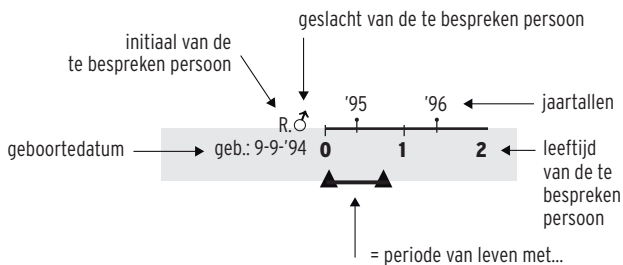 geslacht van de te bespreken persoon
initiaal van de
te bespreken persoon
'95 '96 jaartallen
R.♂
geboortedatum geb.: 9-9-'94 0 1 2 leeftijd
van de te
bespreken
persoon
= periode van leven met...